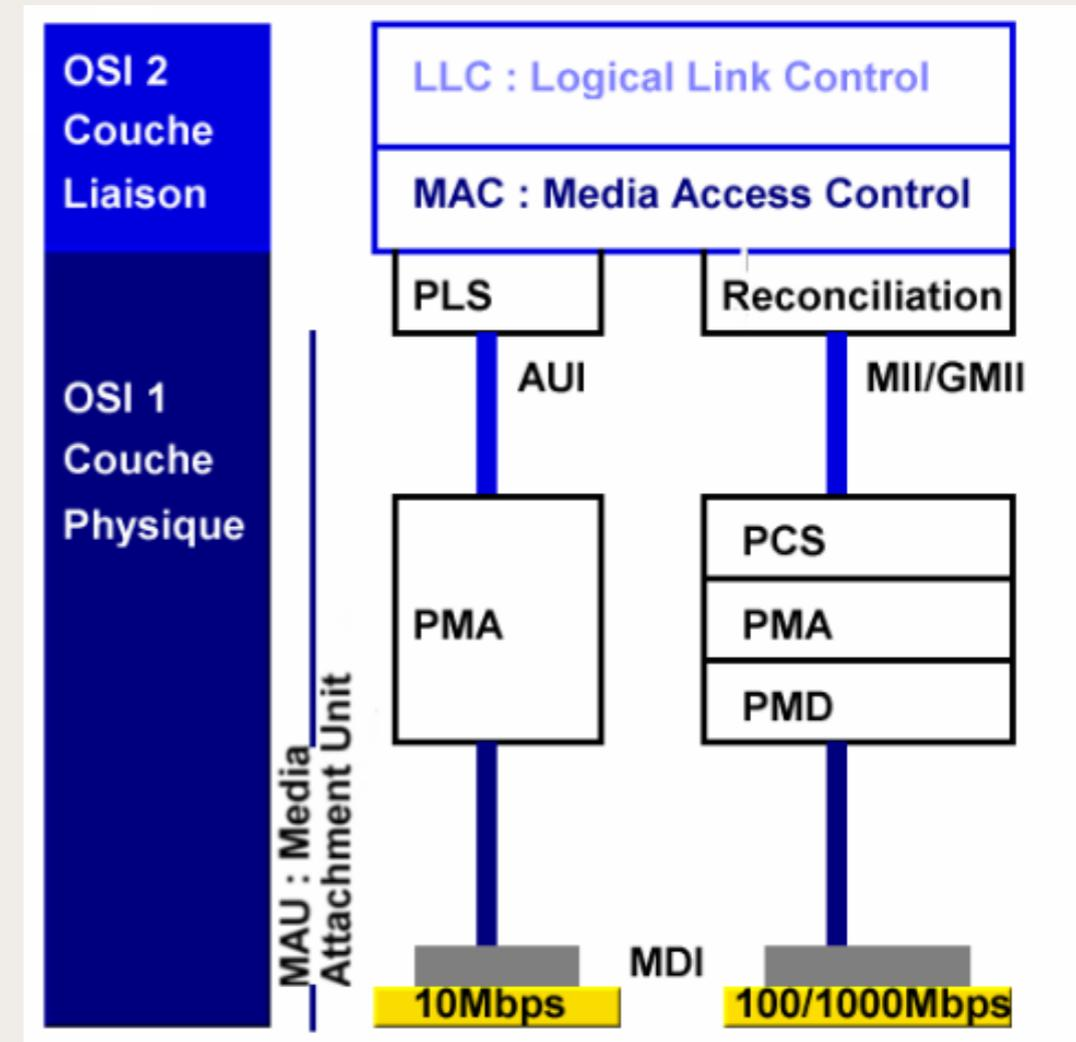 OSI 2
Couche
Liaison
LLC : Logical Link Control
MAC : Media Access Control
PLS
Reconciliation
AUI
MII/GMII
OSI 1
Couche
Physique
PMA
PCS
PMA
PMD
MAU : Media
Attachment Unit
MDI
10Mbps
100/1000Mbps